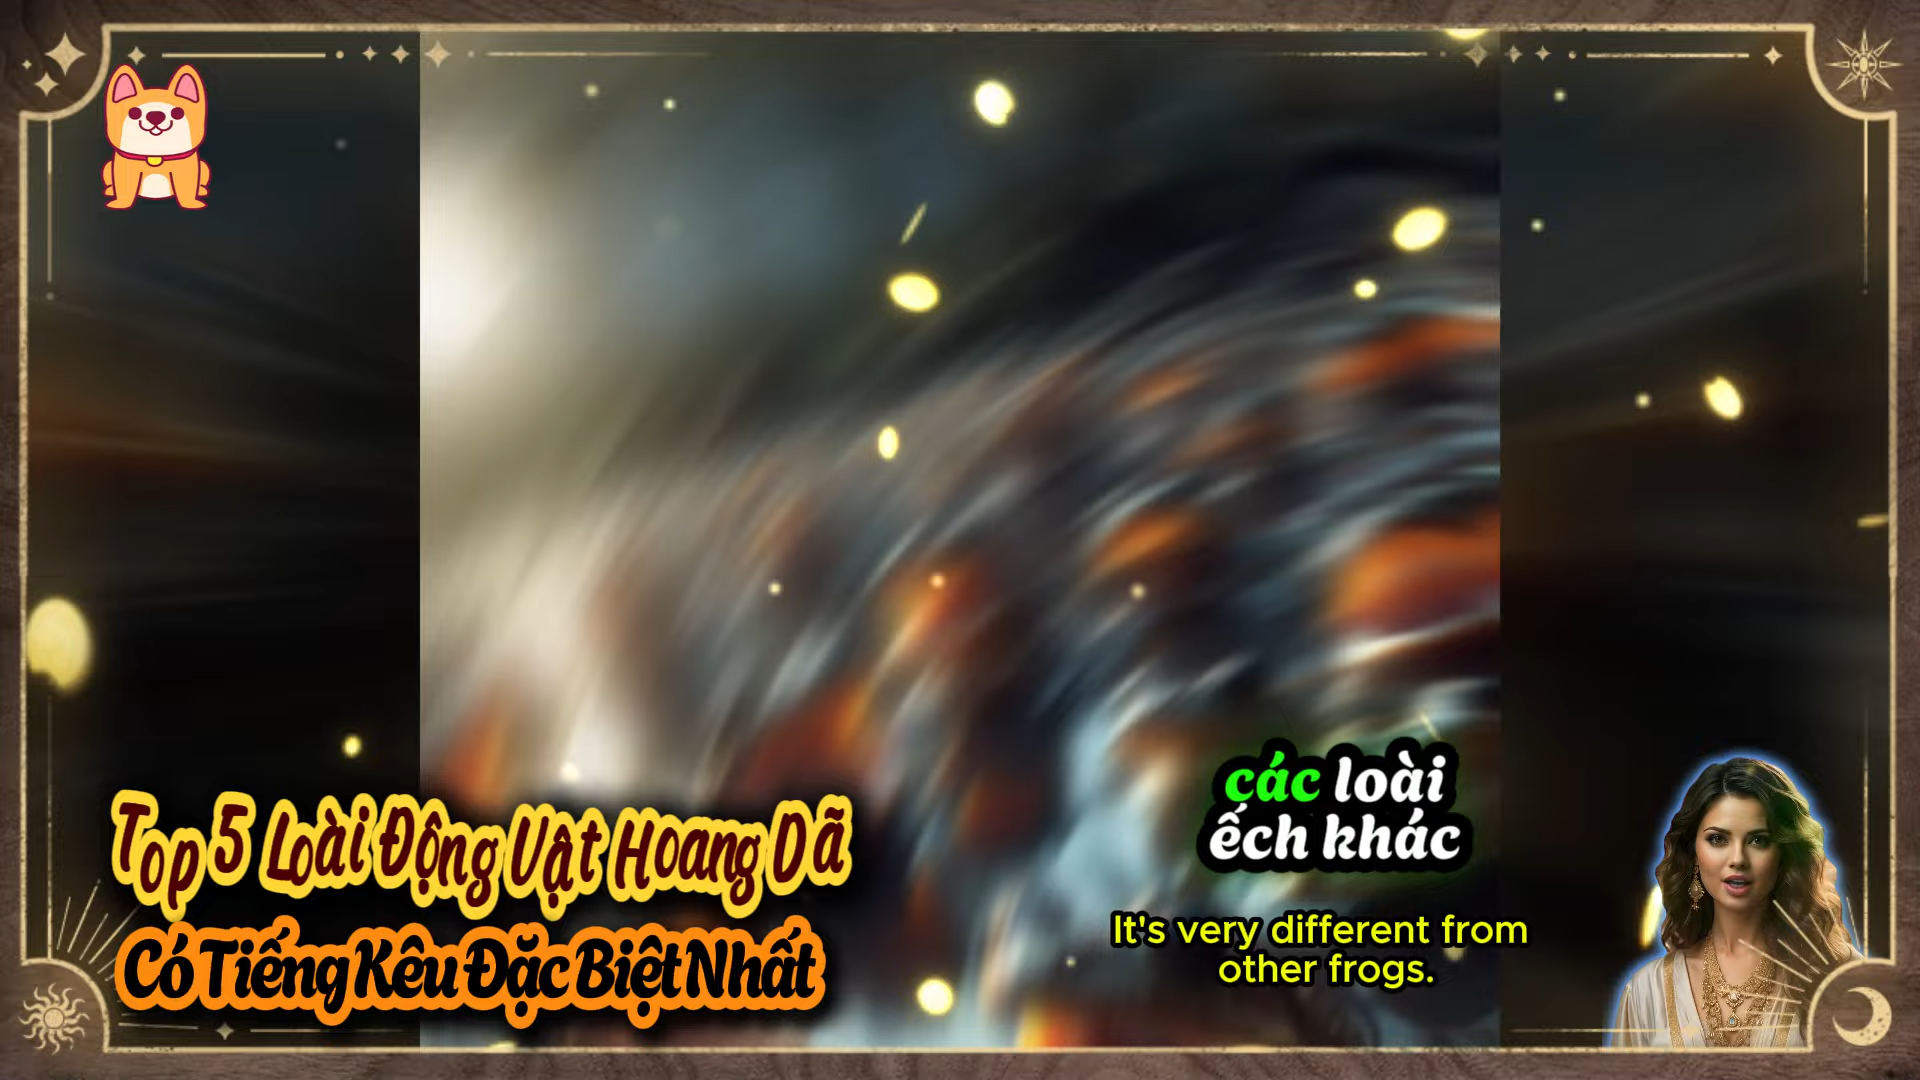 Top 5 Loài Động Vật Hoang Dã
Có Tiếng Kêu Đặc Biệt Nhất
các loài
ếch khác
It's very different from
other frogs.